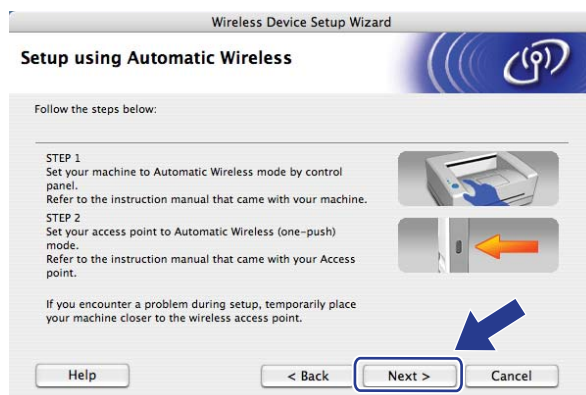 Wireless Device Setup Wizard
Setup using Automatic Wireless
Follow the steps below:
STEP 1
Set your machine to Automatic Wireless mode by control
panel.
Refer to the instruction manual that came with your machine.
STEP 2
Set your access point to Automatic Wireless (one-push)
mode.
Refer to the instruction manual that came with your Access
point.
If you encounter a problem during setup, temporarily place
your machine closer to the wireless access point.
Help
< Back
Next >
Cancel